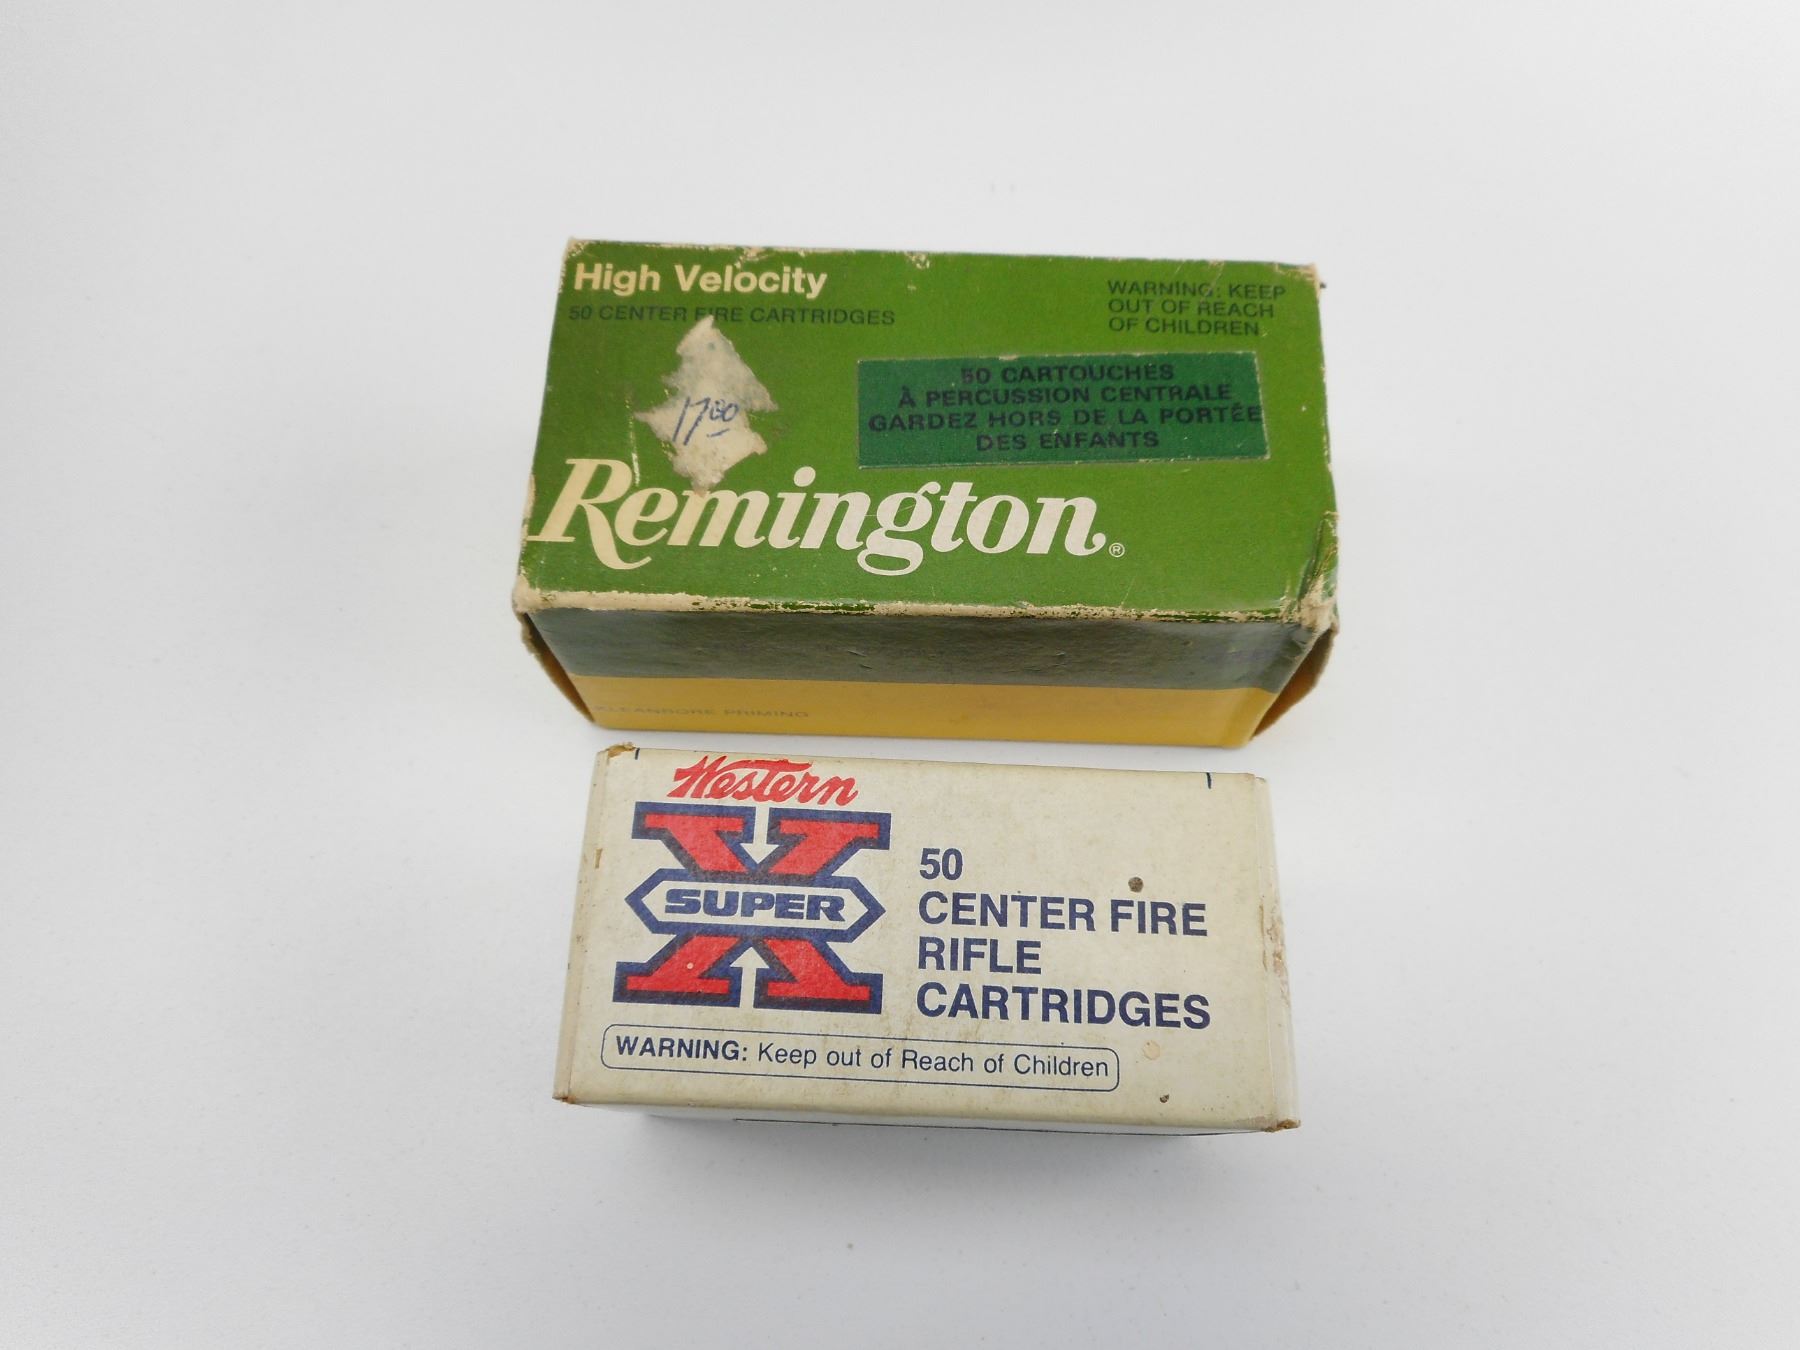 High Velocity
50 CENTER FIRE CARTRIDGES
WARNING: KEEP
OUT OF REACH
OF CHILDREN
50 CARTOUCHES
À PERCUSSION CENTRALE
GARDEZ HORS DE LA PORTÉE
DES ENFANTS
17.00
Remington®
KLEANBORE PRIMING
Western
SUPER
X
50
CENTER FIRE
RIFLE
CARTRIDGES
WARNING: Keep out of Reach of Children